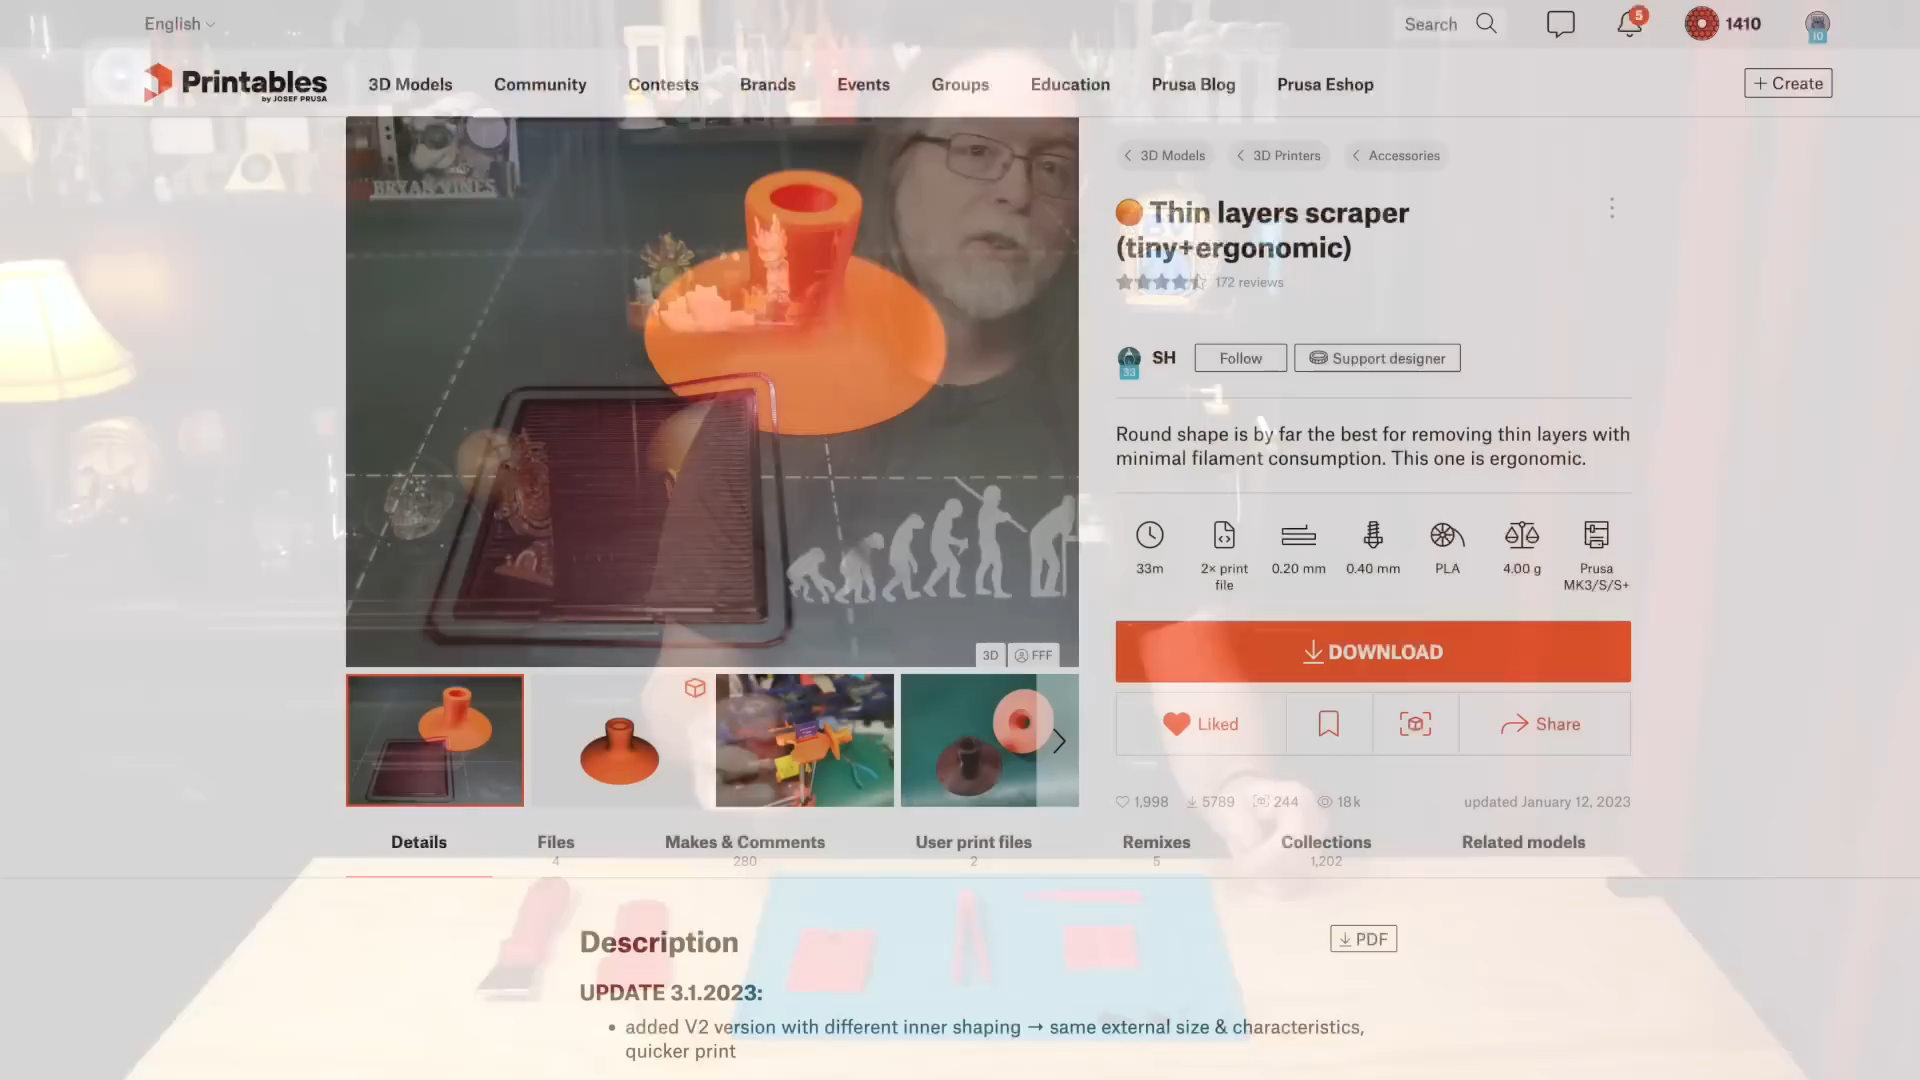 English
Search
5
1410
10
Printables
by JOSEF PRUSA
3D Models
Community
Contests
Brands
Events
Groups
Education
Prusa Blog
Prusa Eshop
+ Create
BRYAN VINES
3D
FFF
3D Models
3D Printers
Accessories
Thin layers scraper
(tiny+ergonomic)
172 reviews
33
SH
Follow
Support designer
Round shape is by far the best for removing thin layers with
minimal filament consumption. This one is ergonomic.
33m
2× print
file
0.20 mm
0.40 mm
PLA
4.00 g
Prusa
MK3/S/S+
DOWNLOAD
Liked
Share
1,998
5789
244
18k
updated January 12, 2023
Details
Files
4
Makes & Comments
280
User print files
2
Remixes
5
Collections
1,202
Related models
Description
PDF
UPDATE 3.1.2023:
• added V2 version with different inner shaping → same external size & characteristics,
quicker print